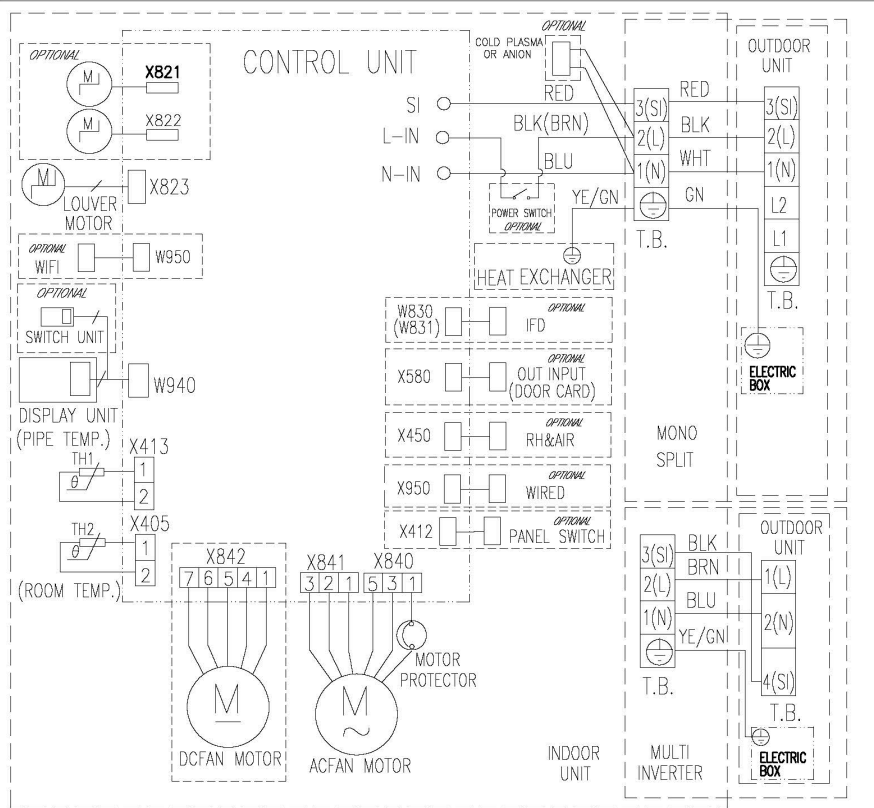 OPTIONAL
X821
X822
CONTROL UNIT
OPTIONAL
COLD PLASMA
OR ANION
OUTDOOR
UNIT
M
M
SI
RED
3(SI)
RED
3(SI)
L-IN
BLK(BRN)
2(L)
BLK
2(L)
N-IN
BLU
1(N)
WHT
1(N)
M
X823
LOUVER
MOTOR
POWER SWITCH
OPTIONAL
YE/GN
GN
L2
T.B.
L1
OPTIONAL
WIFI
W950
HEAT EXCHANGER
T.B.
OPTIONAL
SWITCH UNIT
W830
(W831)
OPTIONAL
IFD
ELECTRIC
BOX
W940
DISPLAY UNIT
(PIPE TEMP.)
X580
OPTIONAL
OUT INPUT
(DOOR CARD)
X413
TH1
θ
1
2
X450
OPTIONAL
RH&AIR
MONO
SPLIT
X950
OPTIONAL
WIRED
X405
TH2
θ
1
2
(ROOM TEMP.)
X412
OPTIONAL
PANEL SWITCH
OUTDOOR
UNIT
X842
7 6 5 4 1
X841
3 2 1
X840
5 3 1
3(SI)
BLK
1(L)
2(L)
BRN
1(N)
BLU
2(N)
YE/GN
4(SI)
T.B.
T.B.
MOTOR
PROTECTOR
M
DCFAN MOTOR
M
ACFAN MOTOR
INDOOR
UNIT
MULTI
INVERTER
ELECTRIC
BOX